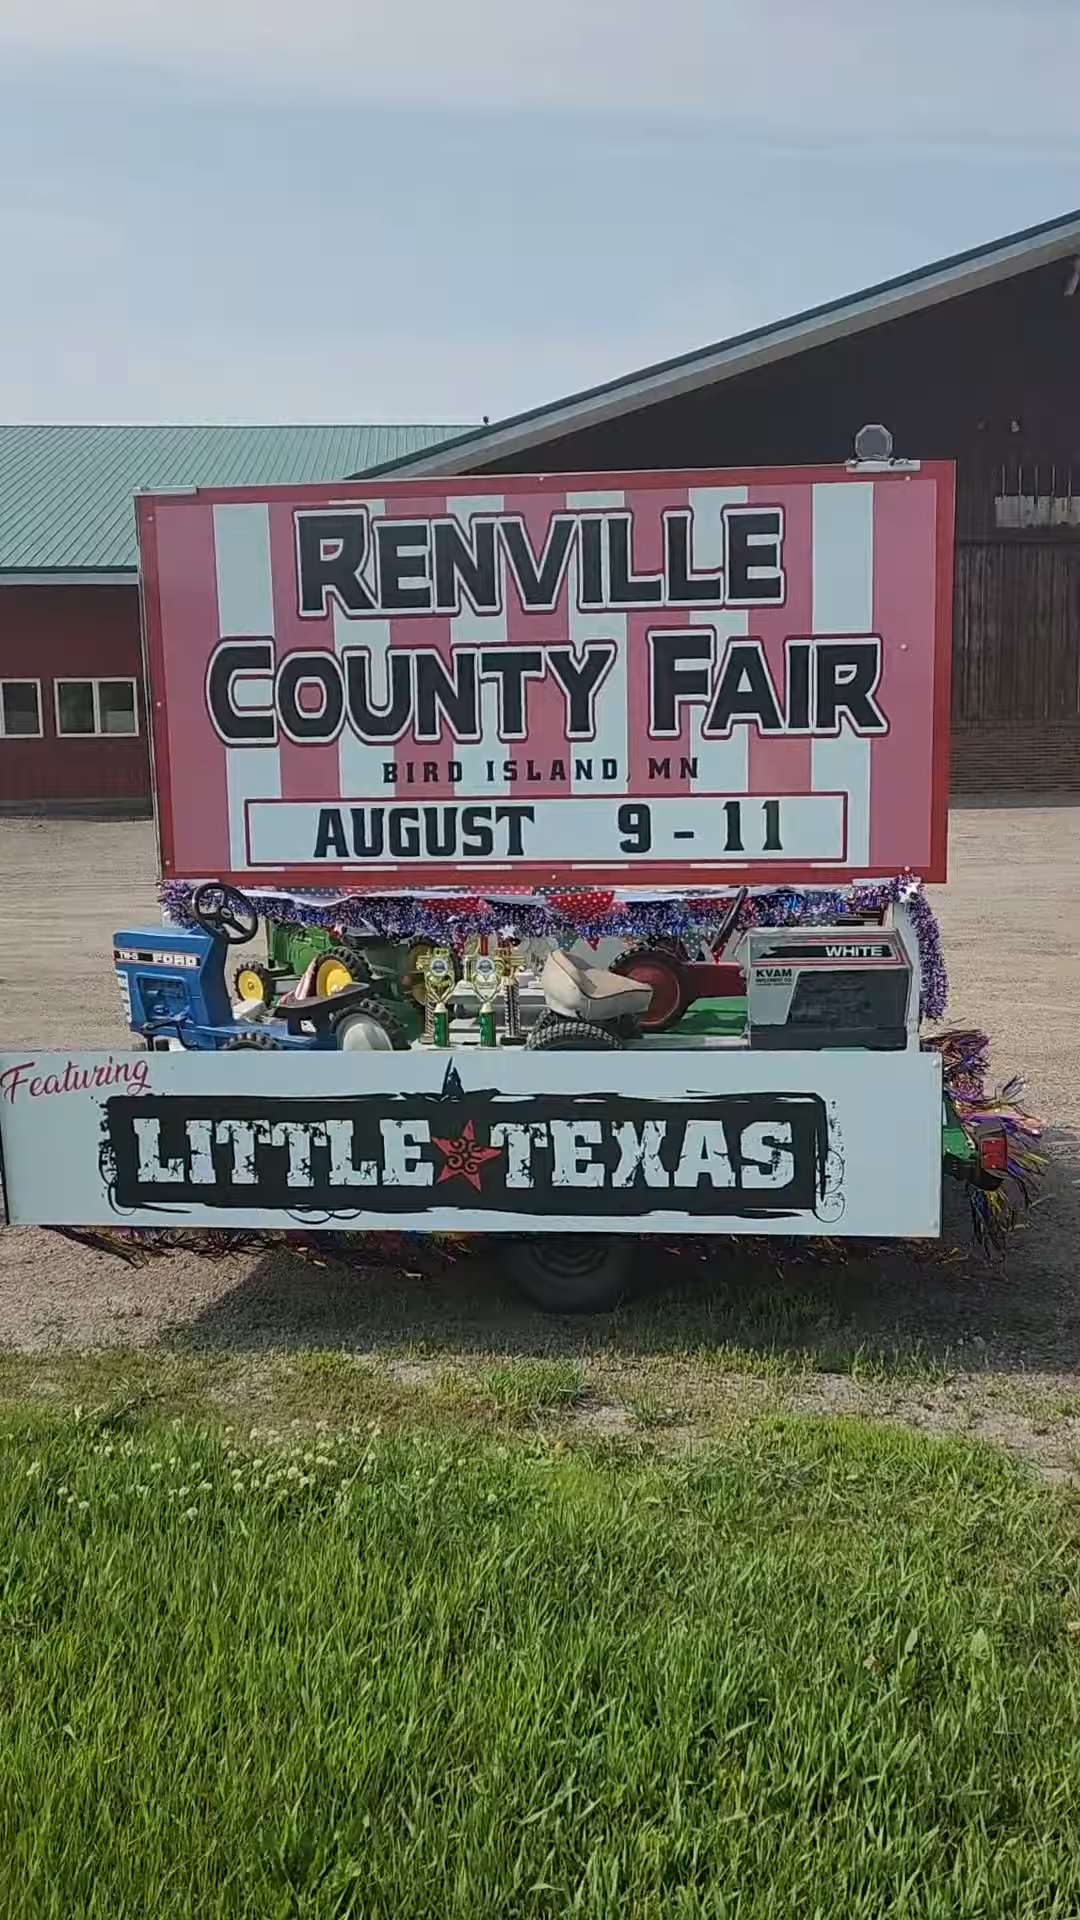 RENVILLE
COUNTY FAIR
BIRD ISLAND, MN
AUGUST 9 - 11
FORD
WHITE
KVAM
Featuring
LITTLE TEXAS